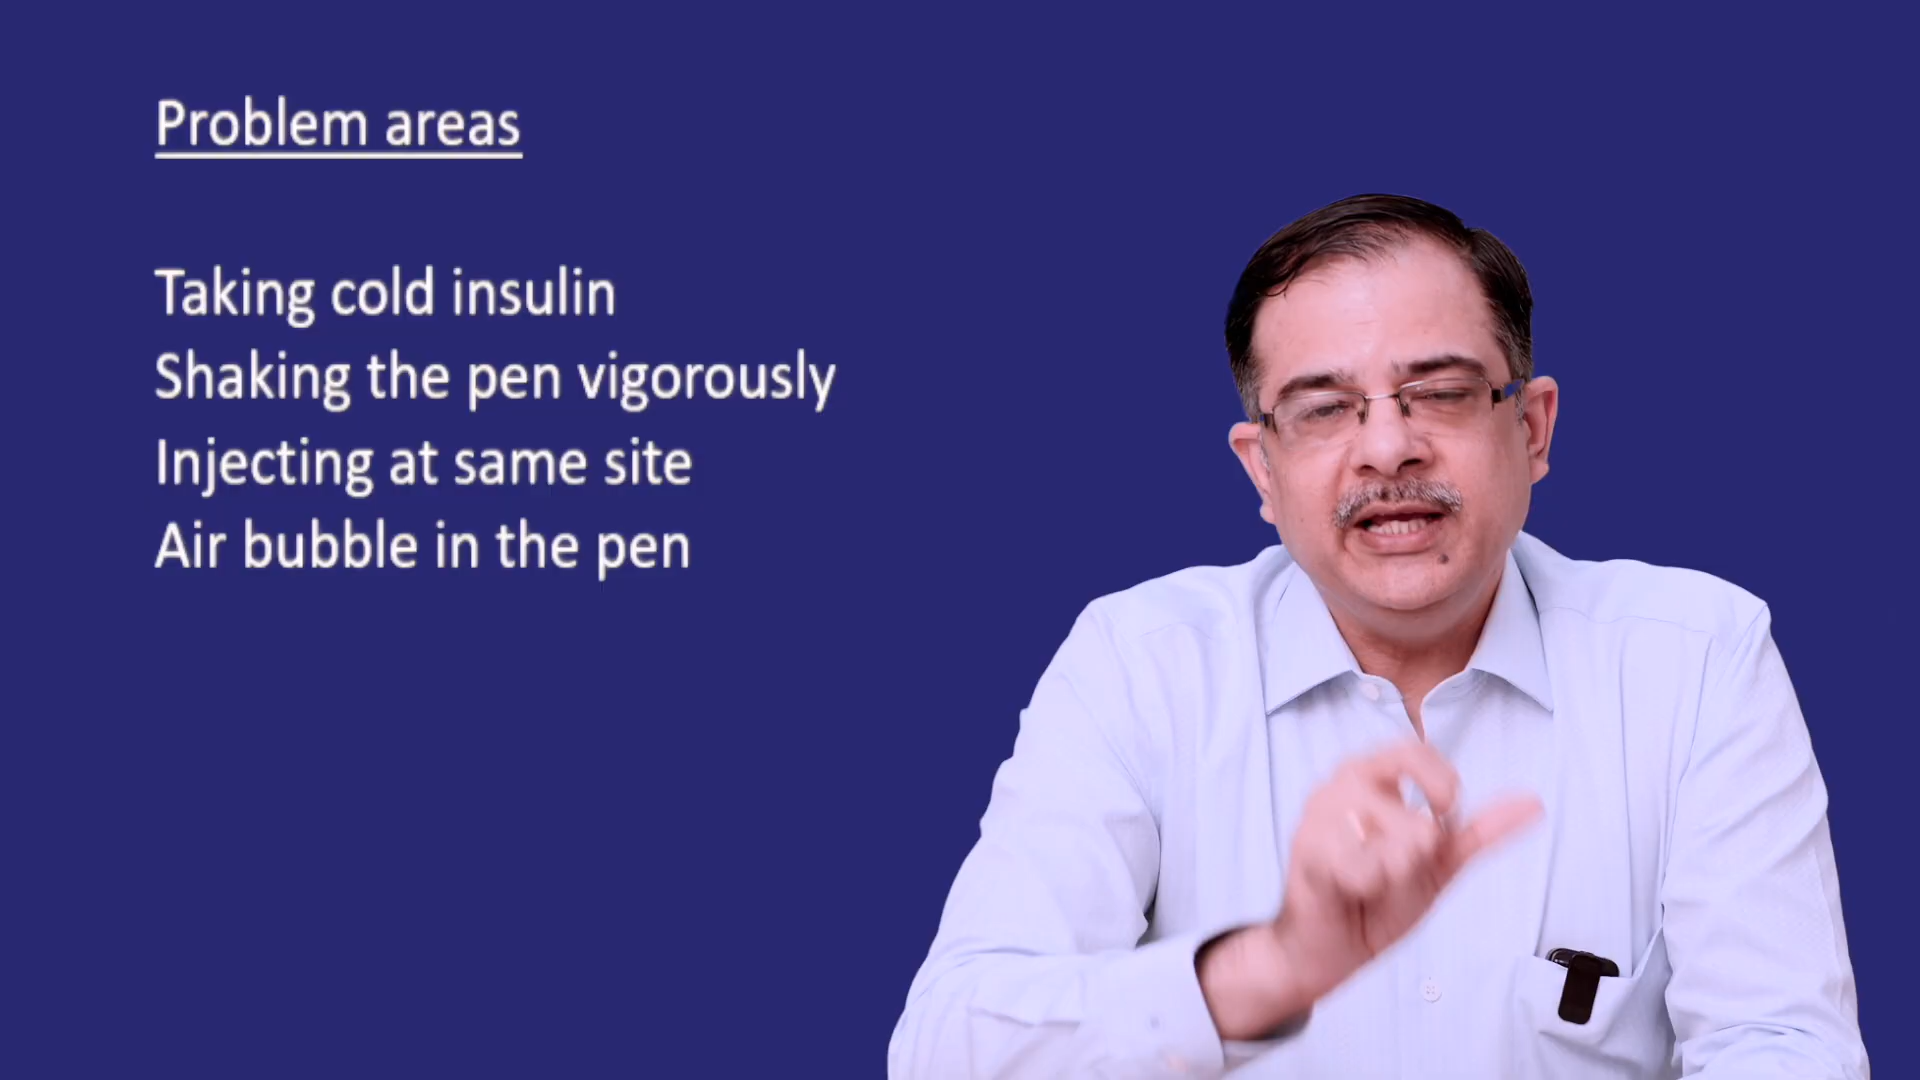 Problem areas
Taking cold insulin
Shaking the pen vigorously
Injecting at same site
Air bubble in the pen